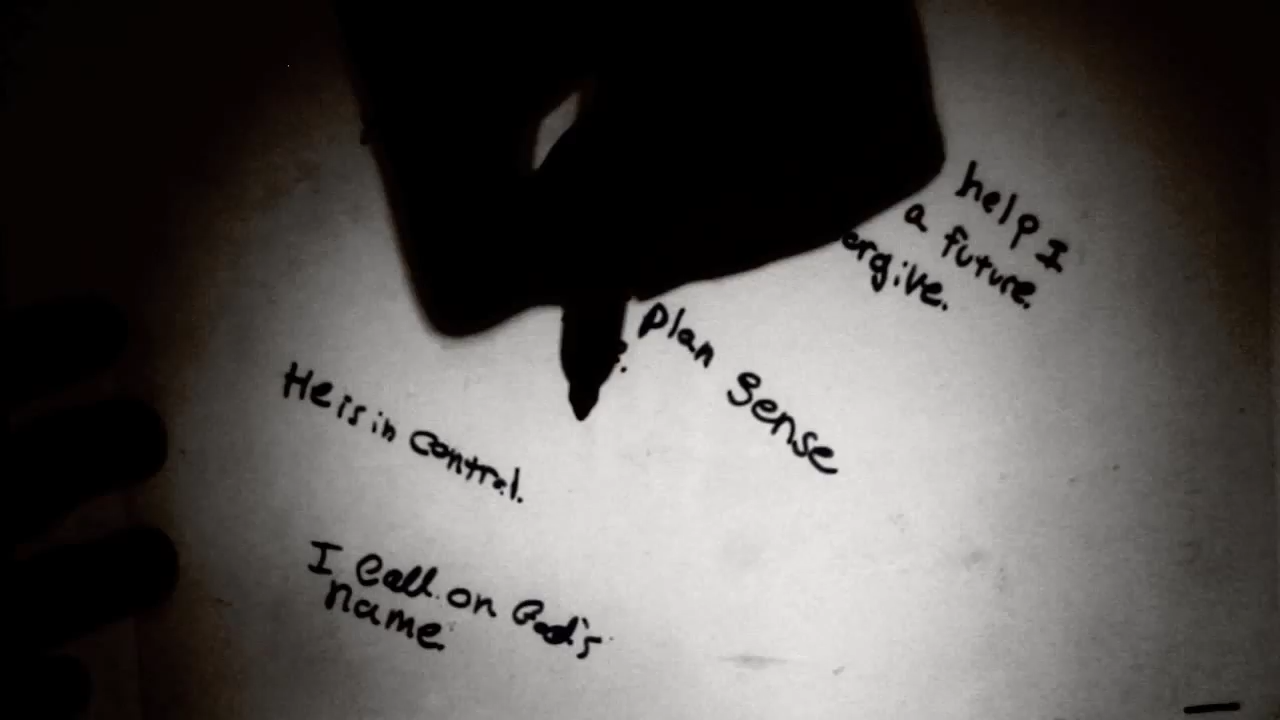 help I
a future.
ergive.
Plan Sense
He is in control.
I Call on God's
name